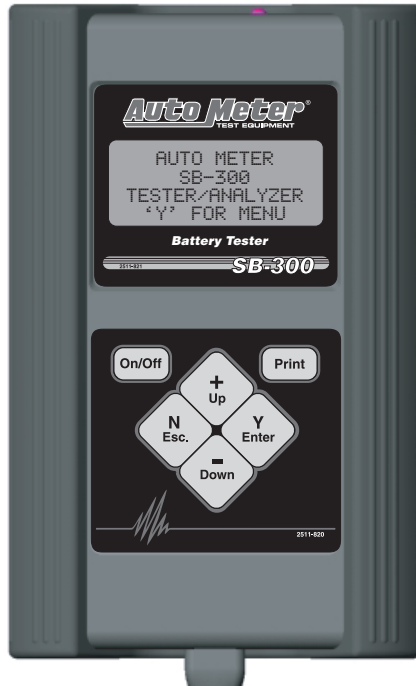 Auto Meter®
TEST EQUIPMENT
AUTO METER
SB-300
TESTER/ANALYZER
‘Y’ FOR MENU
Battery Tester
2511-821
SB-300
On/Off
+
Up
Print
N
Esc.
Y
Enter
-
Down
2511-820